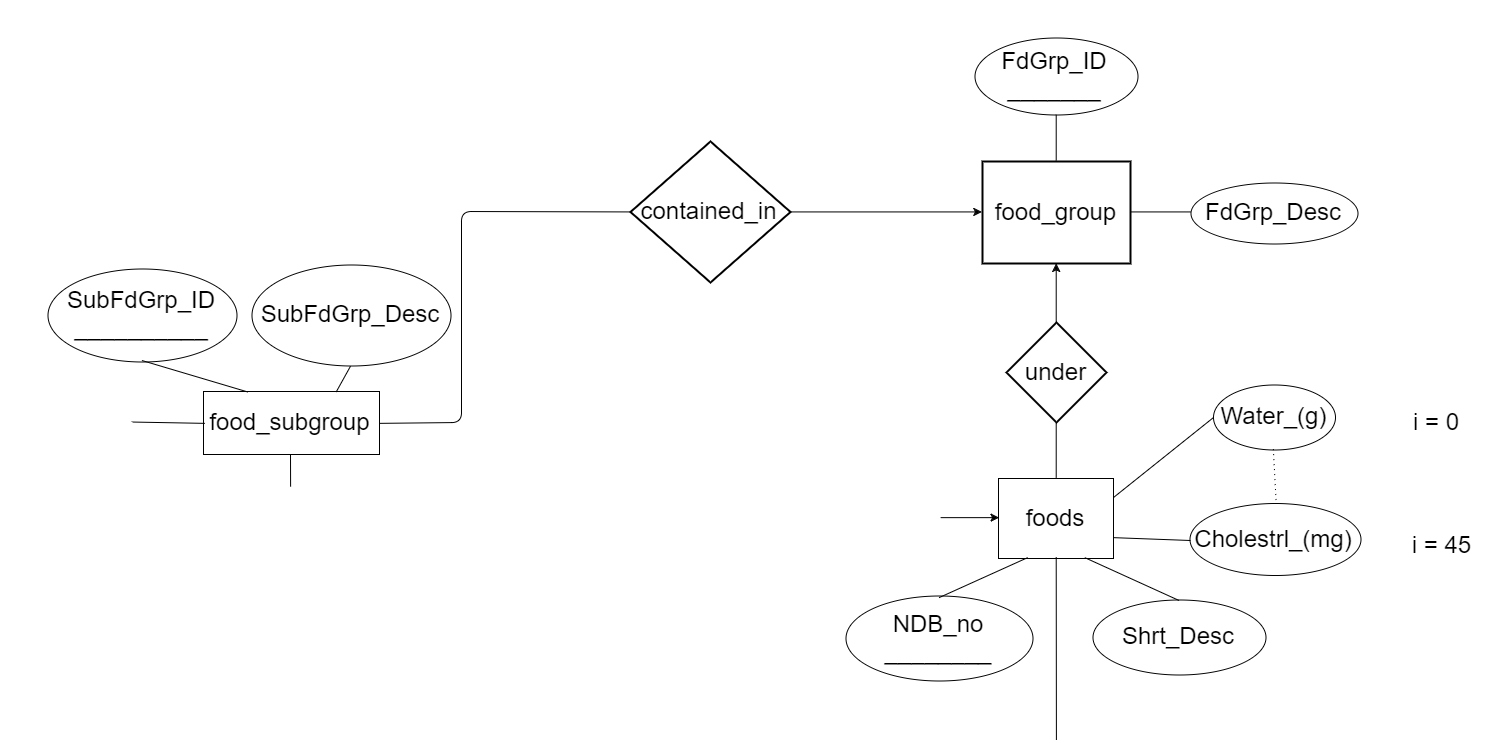 FdGrp_ID
contained_in
food_group
FdGrp_Desc
SubFdGrp_ID
SubFdGrp_Desc
food_subgroup
under
Water_(g)
i = 0
foods
Cholestrl_(mg)
i = 45
NDB_no
Shrt_Desc